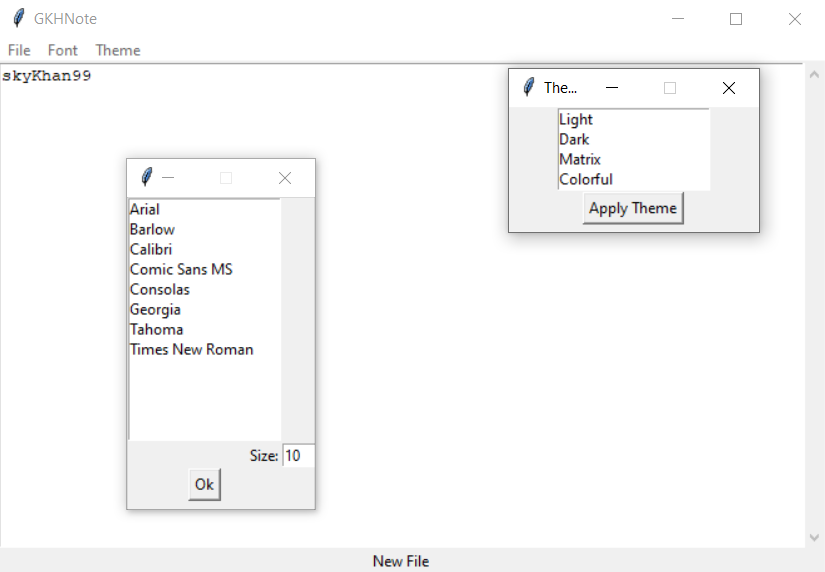 GKHNote
File Font Theme
skyKhan99
The...
Light
Dark
Matrix
Colorful
Apply Theme
Arial
Barlow
Calibri
Comic Sans MS
Consolas
Georgia
Tahoma
Times New Roman
Size: 10
Ok
New File